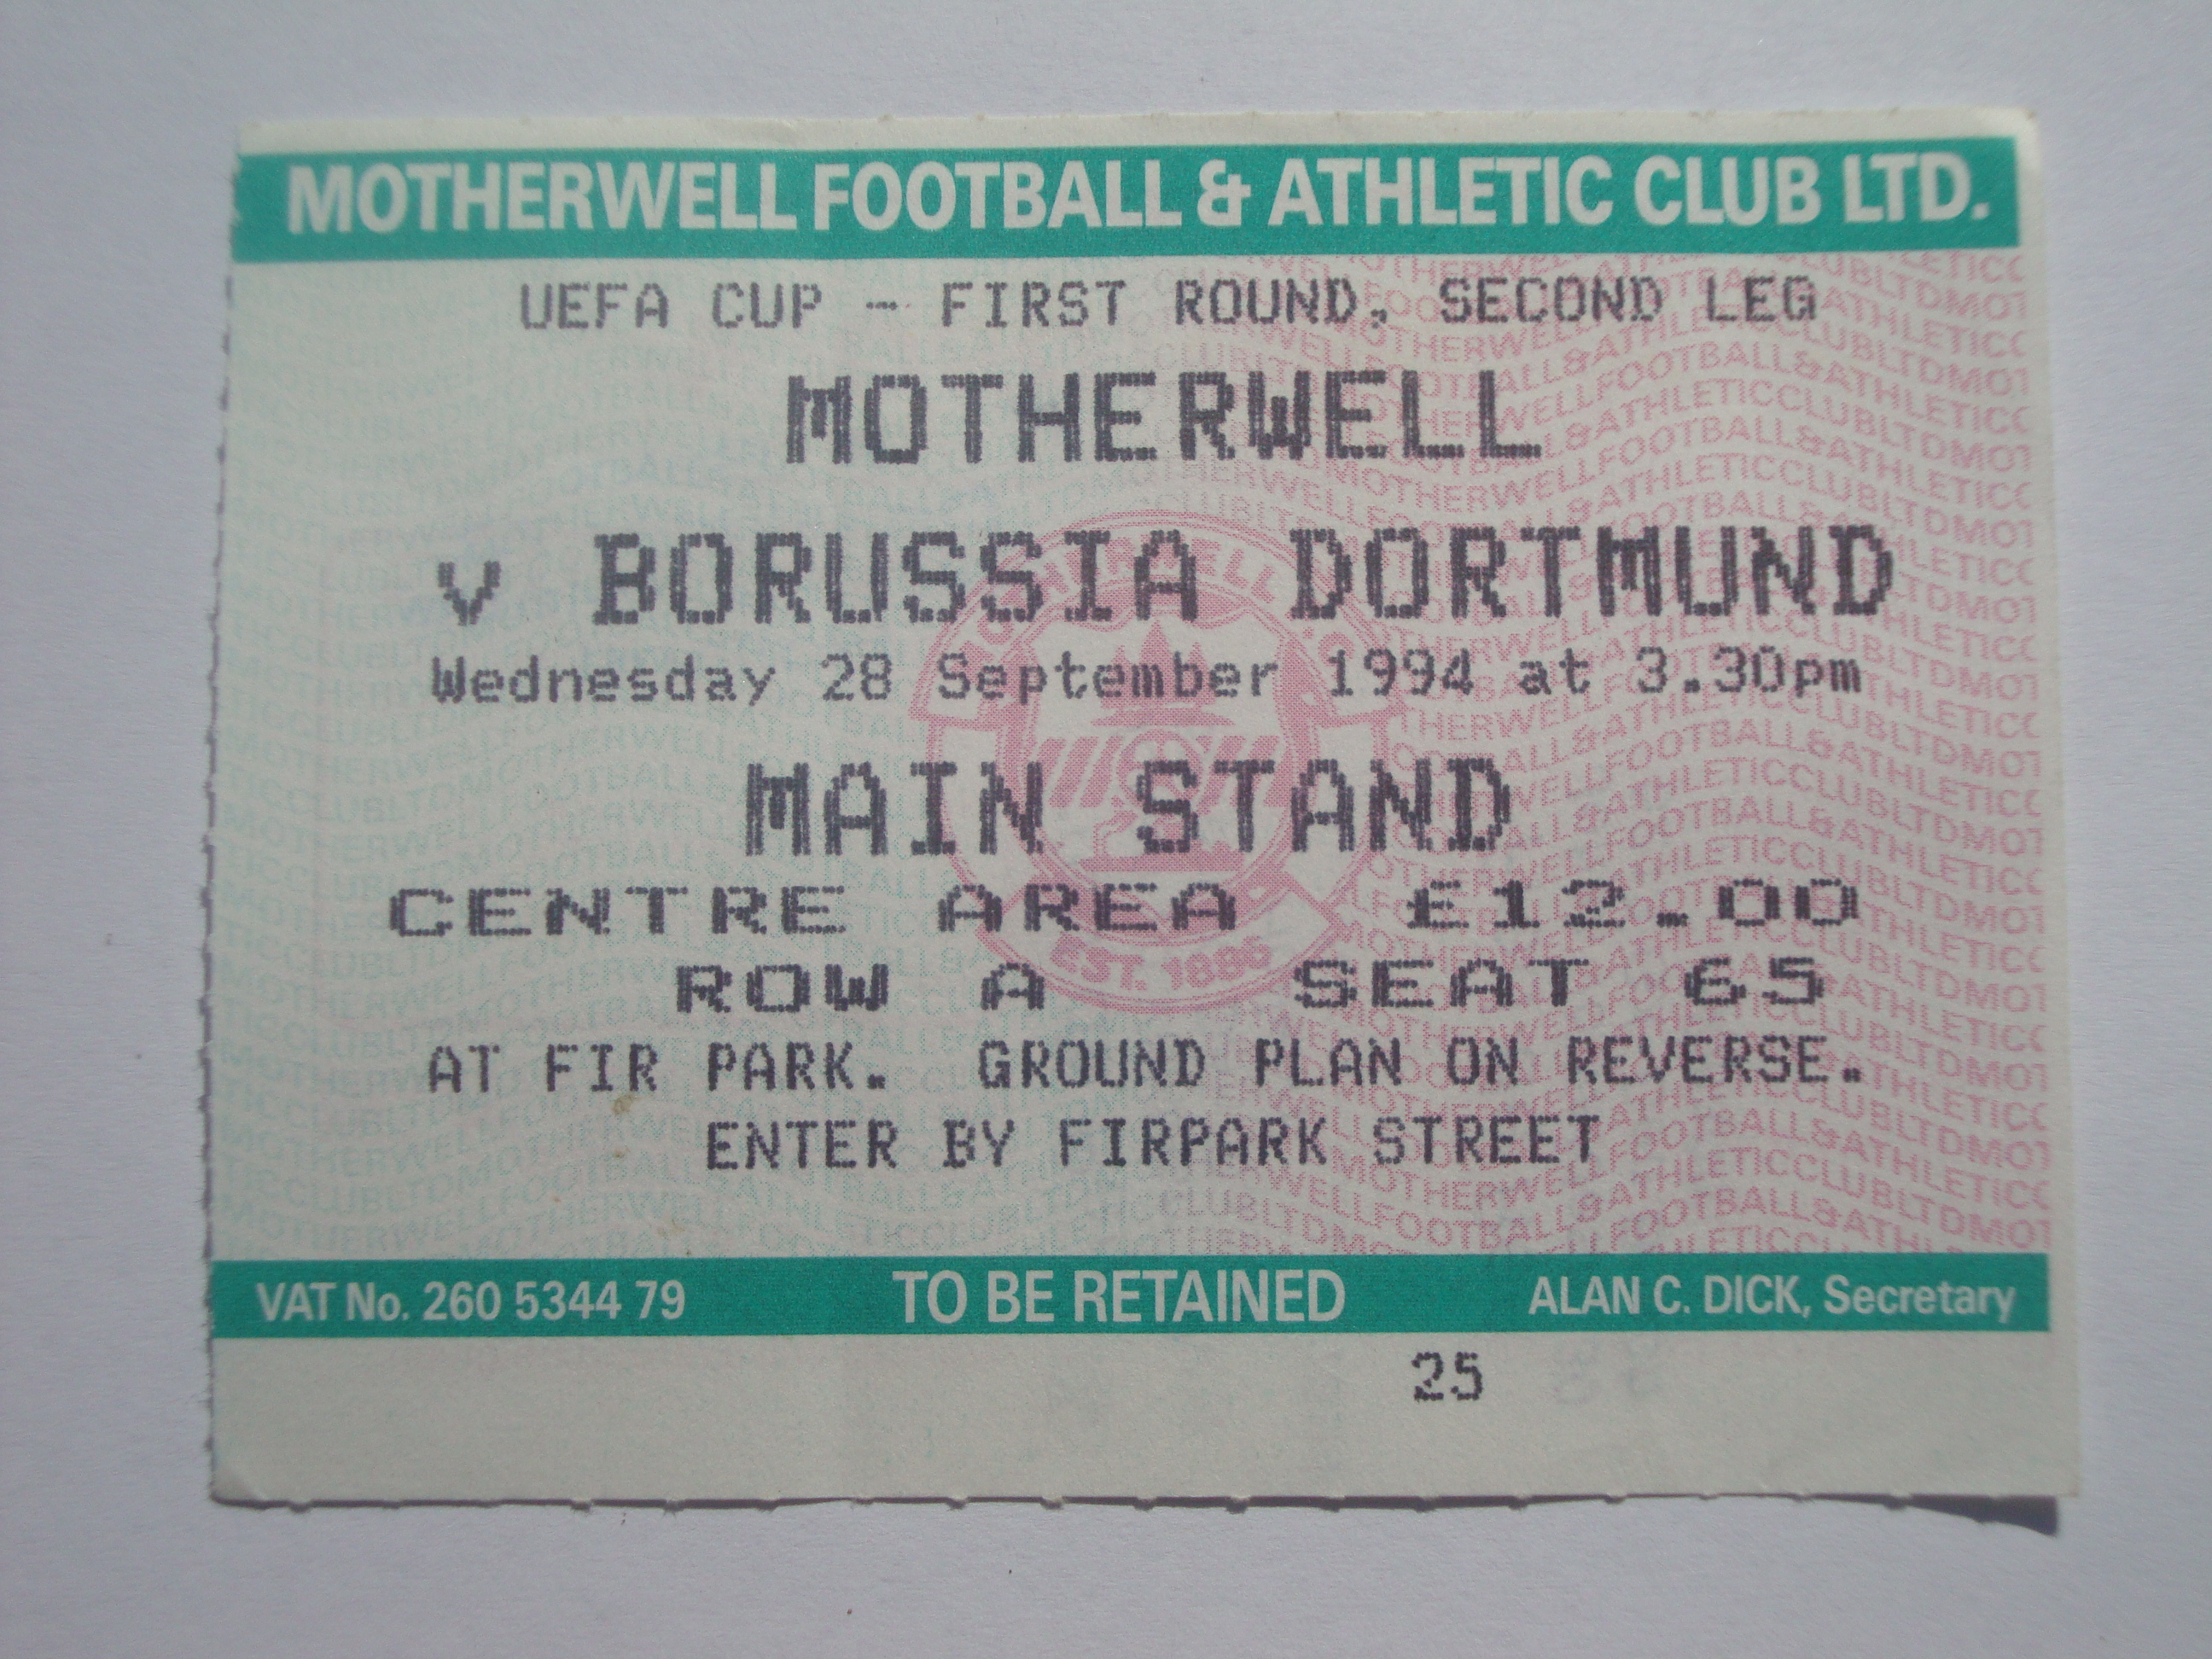 MOTHERWELL FOOTBALL & ATHLETIC CLUB LTD.
UEFA CUP - FIRST ROUND, SECOND LEG
MOTHERWELL
v BORUSSIA DORTMUND
Wednesday 28 September 1994 at 3.30pm
MAIN STAND
CENTRE AREA £12.00
ROW A SEAT 65
AT FIR PARK. GROUND PLAN ON REVERSE.
ENTER BY FIRPARK STREET
EST. 1886
VAT No. 260 5344 79 TO BE RETAINED ALAN C. DICK, Secretary
25